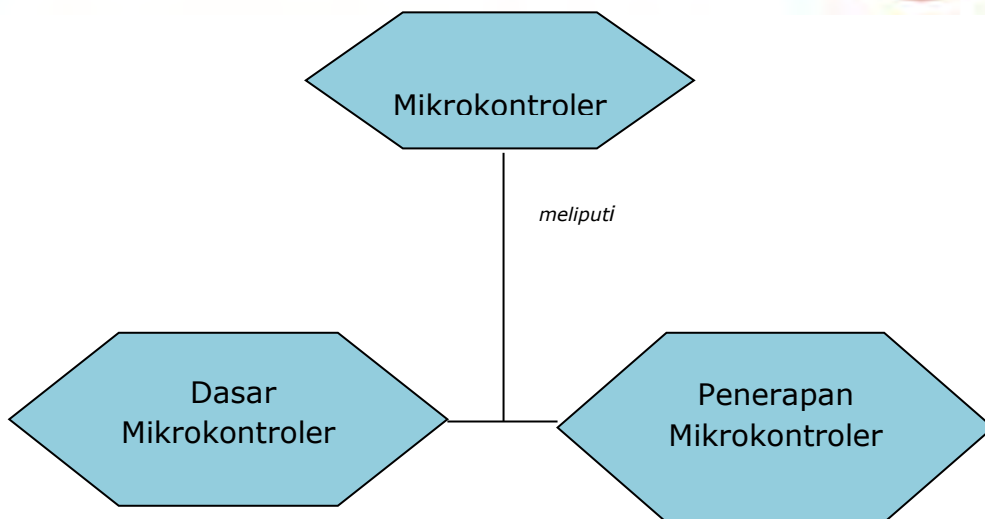 Mikrokontroler
meliputi
Dasar
Mikrokontroler
Penerapan
Mikrokontroler